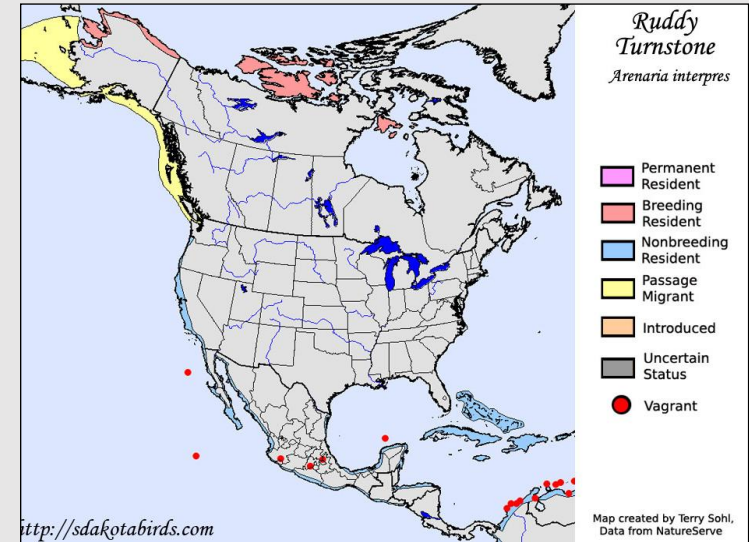 Ruddy
Turnstone
Arenaria interpres
Permanent
Resident
Breeding
Resident
Nonbreeding
Resident
Passage
Migrant
Introduced
Uncertain
Status
Vagrant
Map created by Terry Sohl,
Data from NatureServe
ttp://sdakotabirds.com